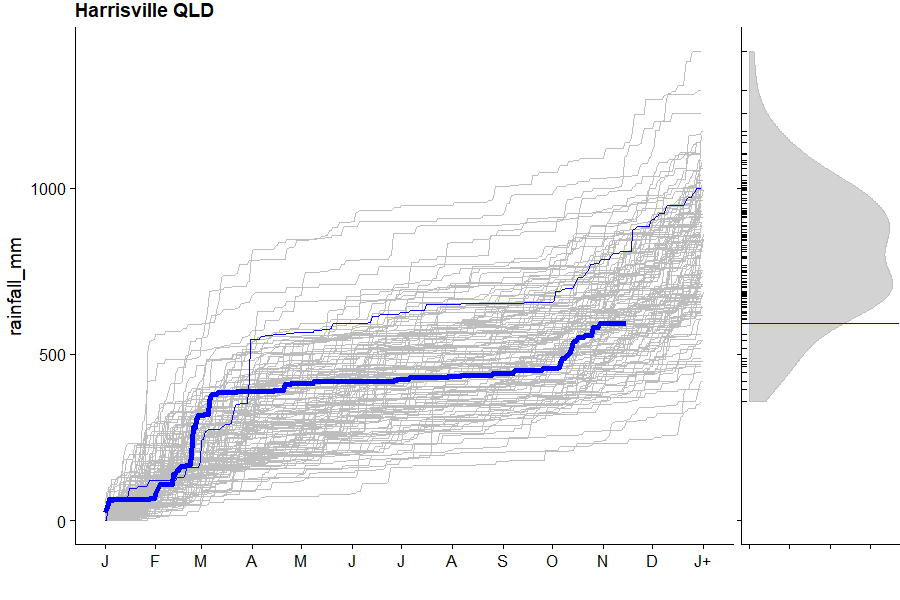 Harrisville QLD
rainfall_mm
1000
500
0
J F M A M J J A S O N D J+